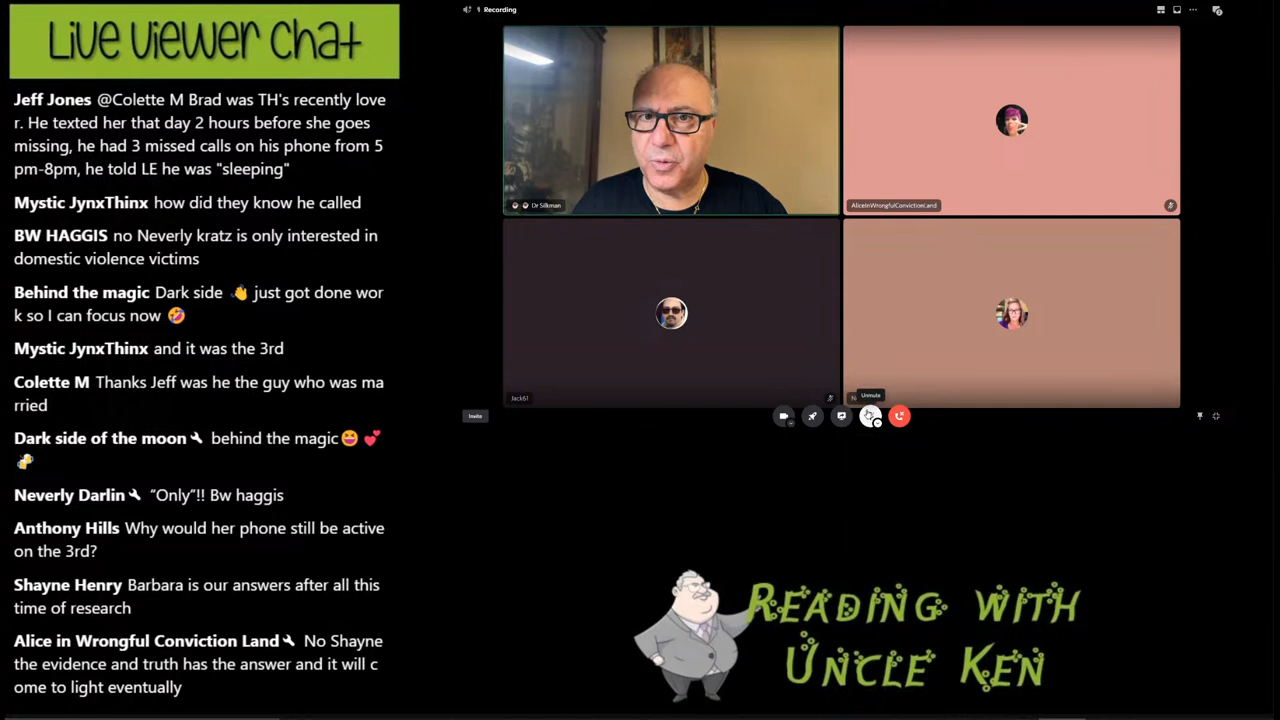 Live Viewer Chat
Jeff Jones @Colette M Brad was TH's recently love
r. He texted her that day 2 hours before she goes
missing, he had 3 missed calls on his phone from 5
pm-8pm, he told LE he was "sleeping"
Mystic JynxThinx how did they know he called
BW HAGGIS no Neverly kratz is only interested in
domestic violence victims
Behind the magic Dark side 👋 just got done wor
k so I can focus now 🤣
Mystic JynxThinx and it was the 3rd
Colette M Thanks Jeff was he the guy who was ma
rried
Dark side of the moon behind the magic😆 💕
🍻
Neverly Darlin “Only”!! Bw haggis
Anthony Hills Why would her phone still be active
on the 3rd?
Shayne Henry Barbara is our answers after all this
time of research
Alice in Wrongful Conviction Land No Shayne
the evidence and truth has the answer and it will c
ome to light eventually
Recording
Dr Silkman
AliceInWrongfulConvictionLand
Jack61
Unmute
Invite
Reading with
Uncle Ken